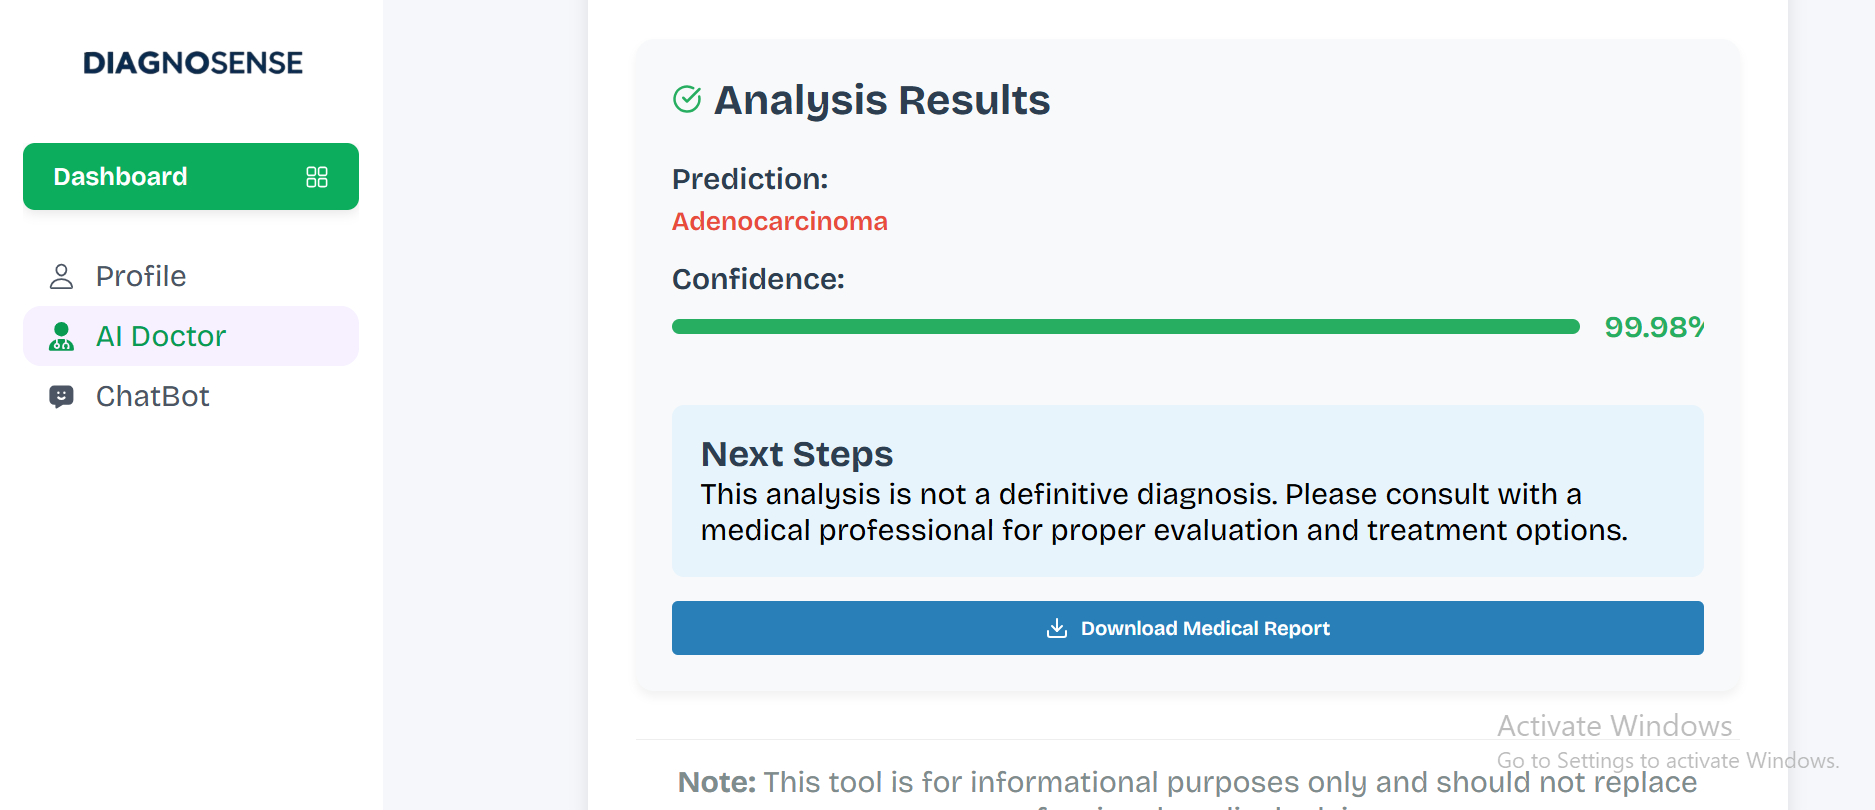 DIAGNOSENSE
Dashboard
Profile
AI Doctor
ChatBot
Analysis Results
Prediction:
Adenocarcinoma
Confidence:
99.98%
Next Steps
This analysis is not a definitive diagnosis. Please consult with a
medical professional for proper evaluation and treatment options.
Download Medical Report
Activate Windows
Go to Settings to activate Windows.
Note: This tool is for informational purposes only and should not replace